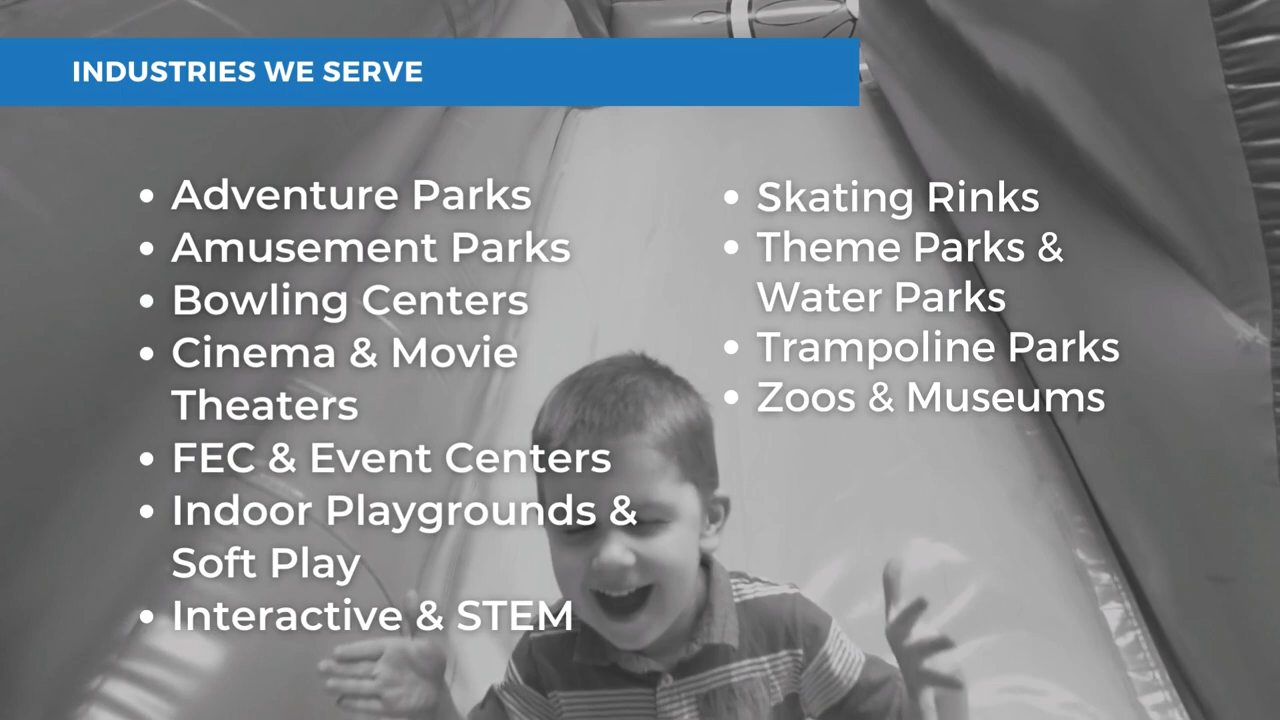 INDUSTRIES WE SERVE
• Adventure Parks
• Amusement Parks
• Bowling Centers
• Cinema & Movie
Theaters
• FEC & Event Centers
• Indoor Playgrounds &
Soft Play
• Interactive & STEM
• Skating Rinks
• Theme Parks &
Water Parks
• Trampoline Parks
• Zoos & Museums